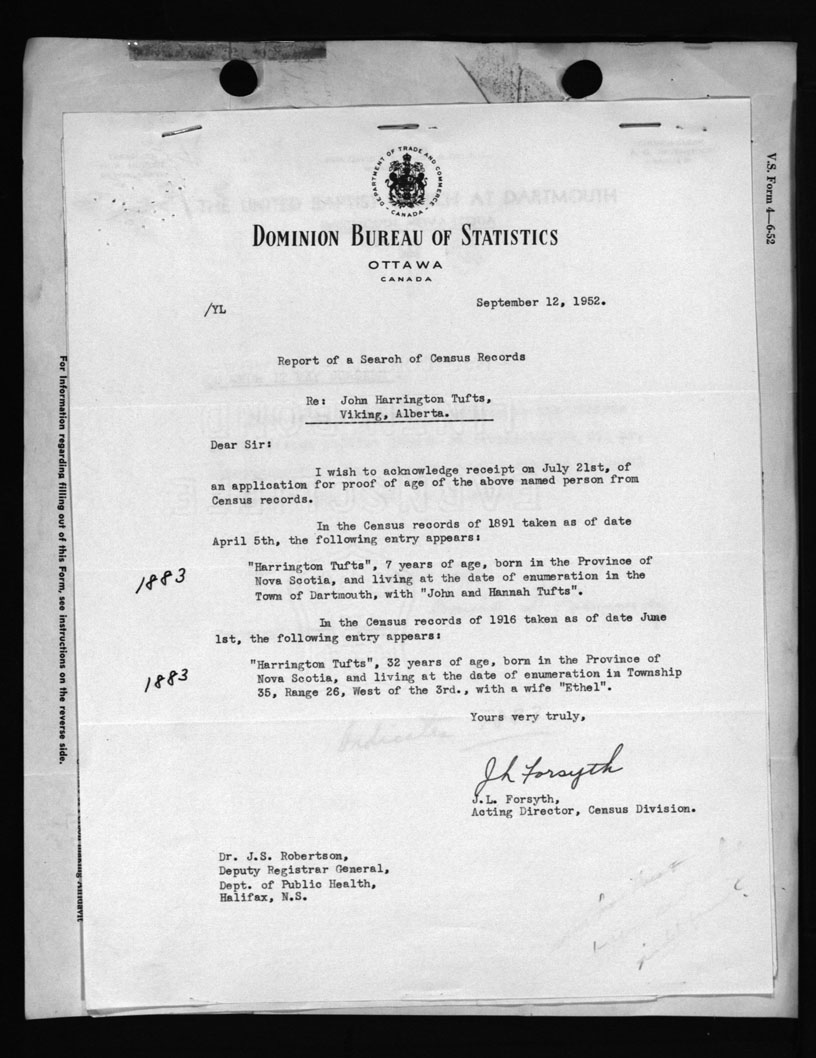 DEPARTMENT OF TRADE AND COMMERCE
- CANADA -
DOMINION BUREAU OF STATISTICS
OTTAWA
CANADA
/YL
September 12, 1952.
Report of a Search of Census Records
Re: John Harrington Tufts,
Viking, Alberta.
Dear Sir:
I wish to acknowledge receipt on July 21st, of
an application for proof of age of the above named person from
Census records.
In the Census records of 1891 taken as of date
April 5th, the following entry appears:
1883
"Harrington Tufts", 7 years of age, born in the Province of
Nova Scotia, and living at the date of enumeration in the
Town of Dartmouth, with "John and Hannah Tufts".
In the Census records of 1916 taken as of date June
1st, the following entry appears:
1883
"Harrington Tufts", 32 years of age, born in the Province of
Nova Scotia, and living at the date of enumeration in Township
35, Range 26, West of the 3rd., with a wife "Ethel".
Yours very truly,
J L Forsyth
J.L. Forsyth,
Acting Director, Census Division.
Dr. J.S. Robertson,
Deputy Registrar General,
Dept. of Public Health,
Halifax, N.S.
V.S. Form 4—6-52
For information regarding filling out of this Form, see instructions on the reverse side.